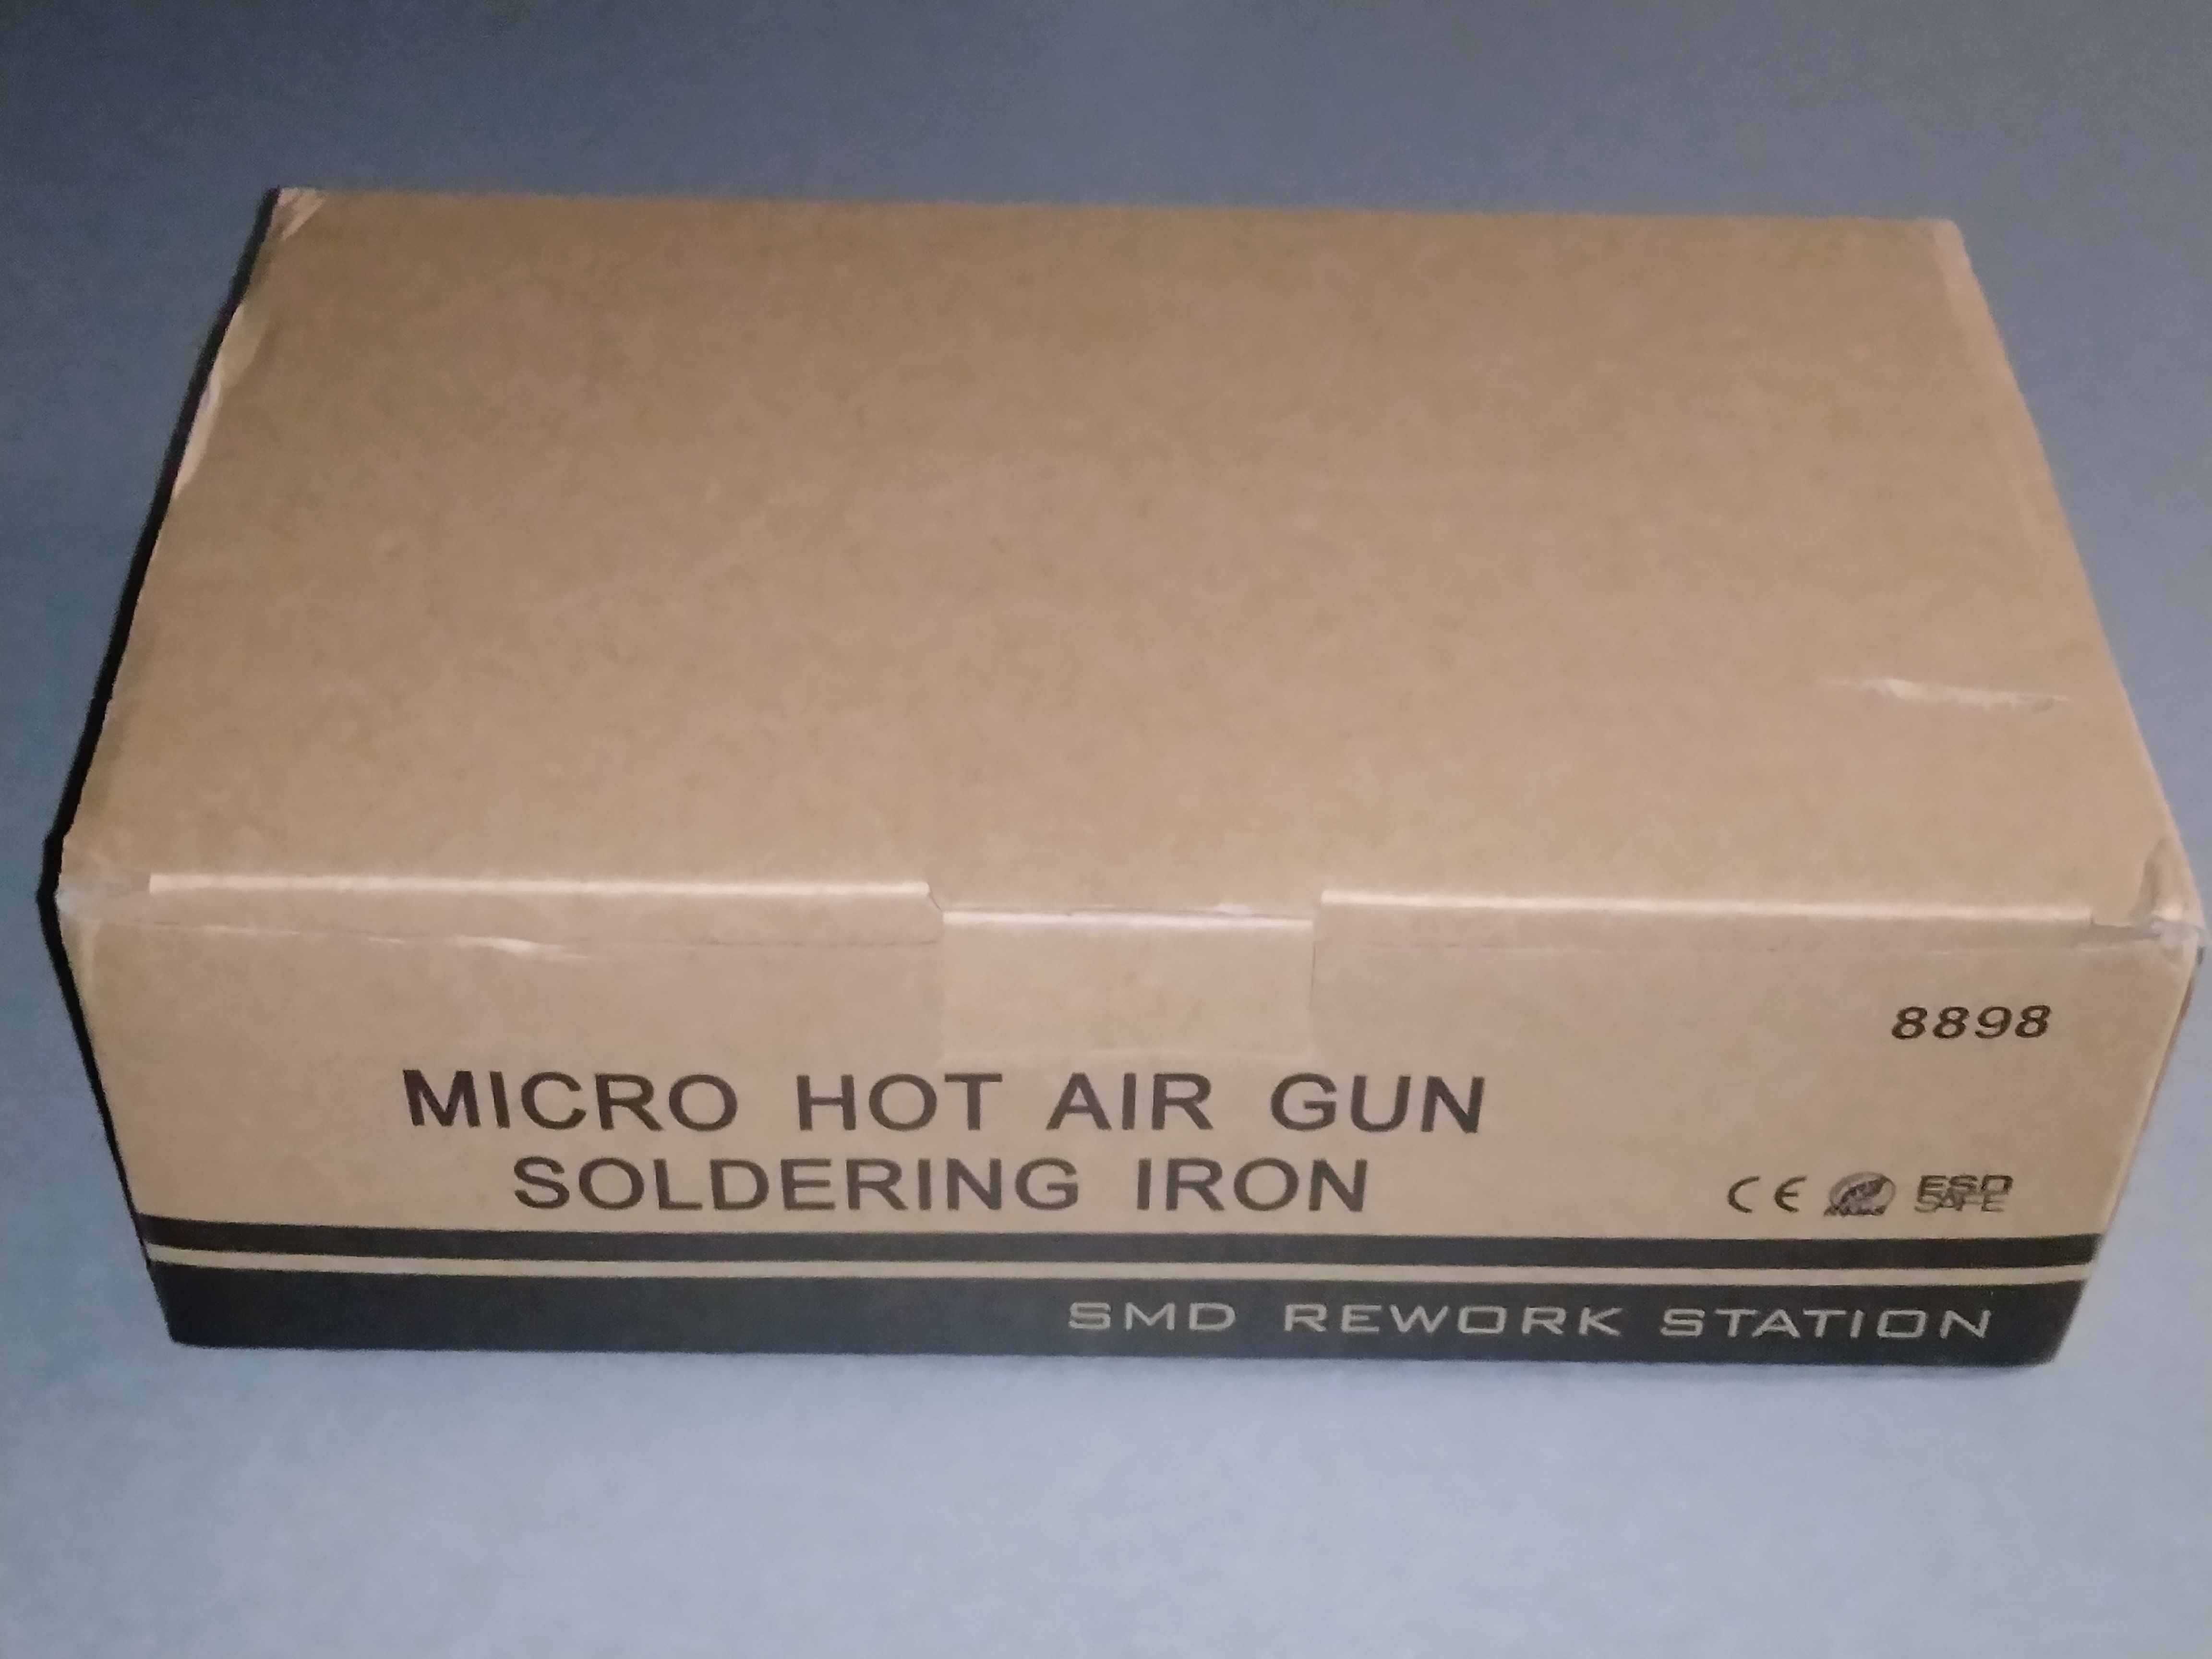 8898
MICRO HOT AIR GUN
SOLDERING IRON
CE
ESD
SAFE
SMD REWORK STATION